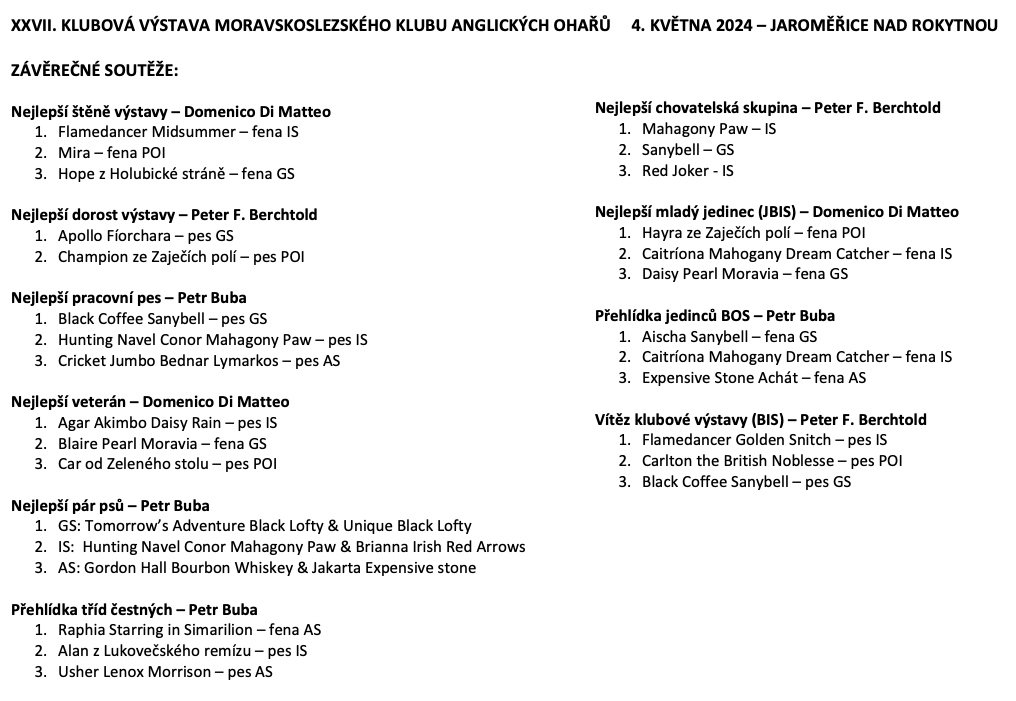 XXVII. KLUBOVÁ VÝSTAVA MORAVSKOSLEZSKÉHO KLUBU ANGLICKÝCH OHAŘŮ 4. KVĚTNA 2024 – JAROMĚŘICE NAD ROKYTNOU
ZÁVĚREČNÉ SOUTĚŽE:
Nejlepší štěně výstavy – Domenico Di Matteo
1. Flamedancer Midsummer – fena IS
2. Mira – fena POI
3. Hope z Holubické stráně – fena GS
Nejlepší dorost výstavy – Peter F. Berchtold
1. Apollo Fíorchara – pes GS
2. Champion ze Zaječích polí – pes POI
Nejlepší pracovní pes – Petr Buba
1. Black Coffee Sanybell – pes GS
2. Hunting Navel Conor Mahagony Paw – pes IS
3. Cricket Jumbo Bednar Lymarkos – pes AS
Nejlepší veterán – Domenico Di Matteo
1. Agar Akimbo Daisy Rain – pes IS
2. Blaire Pearl Moravia – fena GS
3. Car od Zeleného stolu – pes POI
Nejlepší pár psů – Petr Buba
1. GS: Tomorrow’s Adventure Black Lofty & Unique Black Lofty
2. IS: Hunting Navel Conor Mahagony Paw & Brianna Irish Red Arrows
3. AS: Gordon Hall Bourbon Whiskey & Jakarta Expensive stone
Přehlídka tříd čestných – Petr Buba
1. Raphia Starring in Simarilion – fena AS
2. Alan z Lukovečského remízu – pes IS
3. Usher Lenox Morrison – pes AS
Nejlepší chovatelská skupina – Peter F. Berchtold
1. Mahagony Paw – IS
2. Sanybell – GS
3. Red Joker - IS
Nejlepší mladý jedinec (JBIS) – Domenico Di Matteo
1. Hayra ze Zaječích polí – fena POI
2. Caitríona Mahogany Dream Catcher – fena IS
3. Daisy Pearl Moravia – fena GS
Přehlídka jedinců BOS – Petr Buba
1. Aischa Sanybell – fena GS
2. Caitríona Mahogany Dream Catcher – fena IS
3. Expensive Stone Achát – fena AS
Vítěz klubové výstavy (BIS) – Peter F. Berchtold
1. Flamedancer Golden Snitch – pes IS
2. Carlton the British Noblesse – pes POI
3. Black Coffee Sanybell – pes GS